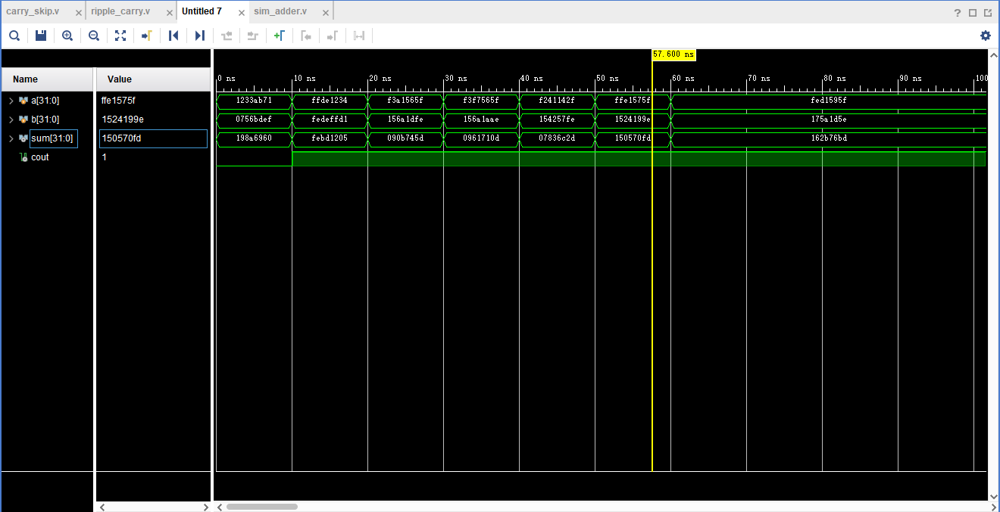 carry_skip.v ripple_carry.v Untitled 7 sim_adder.v
57.600 ns
Name Value 0 ns 10 ns 20 ns 30 ns 40 ns 50 ns 60 ns 70 ns 80 ns 90 ns 100
a[31:0] ffe1575f 1233ab71 ffde1234 f3a1565f f3f7565f f241142f ffe1575f fed1595f
b[31:0] 1524199e 0756bdef fedeffd1 156a1dfe 156a1aae 154257fe 1524199e 175a1d5e
sum[31:0] 150570fd 198a6960 febd1205 090b745d 0961710d 07836c2d 150570fd 162b76bd
cout 1